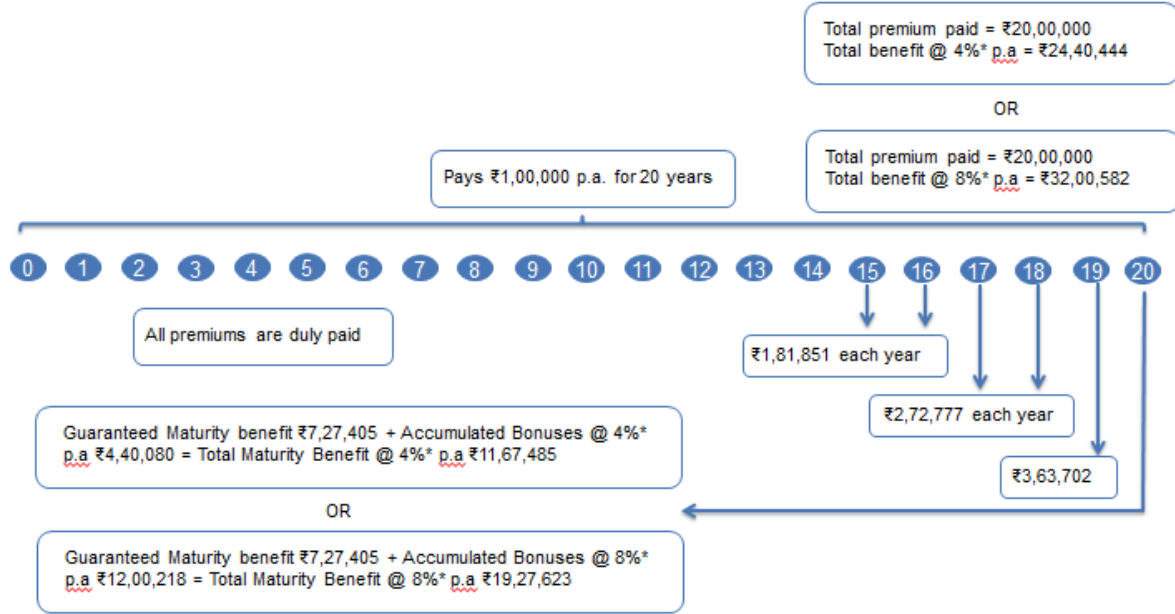 Total premium paid = ₹20,00,000
Total benefit @ 4%* p.a = ₹24,40,444
OR
Total premium paid = ₹20,00,000
Total benefit @ 8%* p.a = ₹32,00,582
Pays ₹1,00,000 p.a. for 20 years
0 1 2 3 4 5 6 7 8 9 10 11 12 13 14 15 16 17 18 19 20
All premiums are duly paid
₹1,81,851 each year
₹2,72,777 each year
₹3,63,702
Guaranteed Maturity benefit ₹7,27,405 + Accumulated Bonuses @ 4%*
p.a ₹4,40,080 = Total Maturity Benefit @ 4%* p.a ₹11,67,485
OR
Guaranteed Maturity benefit ₹7,27,405 + Accumulated Bonuses @ 8%*
p.a ₹12,00,218 = Total Maturity Benefit @ 8%* p.a ₹19,27,623